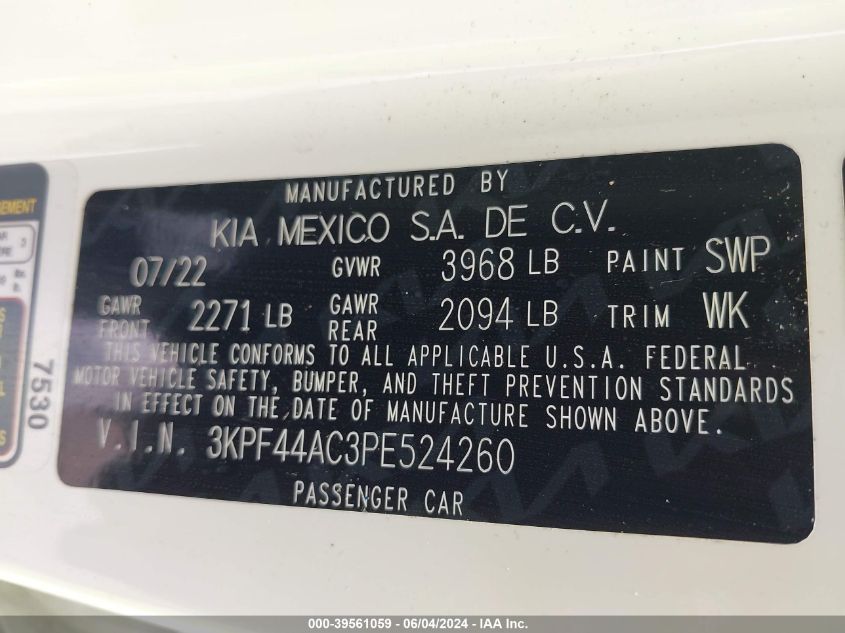 MANUFACTURED BY
KIA MEXICO S.A. DE C.V.
07/22 GVWR 3968 LB PAINT SWP
GAWR FRONT 2271 LB GAWR REAR 2094 LB TRIM WK
THIS VEHICLE CONFORMS TO ALL APPLICABLE U.S.A. FEDERAL
MOTOR VEHICLE SAFETY, BUMPER, AND THEFT PREVENTION STANDARDS
IN EFFECT ON THE DATE OF MANUFACTURE SHOWN ABOVE.
V.I.N. 3KPF44AC3PE524260
PASSENGER CAR
7530
000-39561059 - 06/04/2024 - IAA Inc.